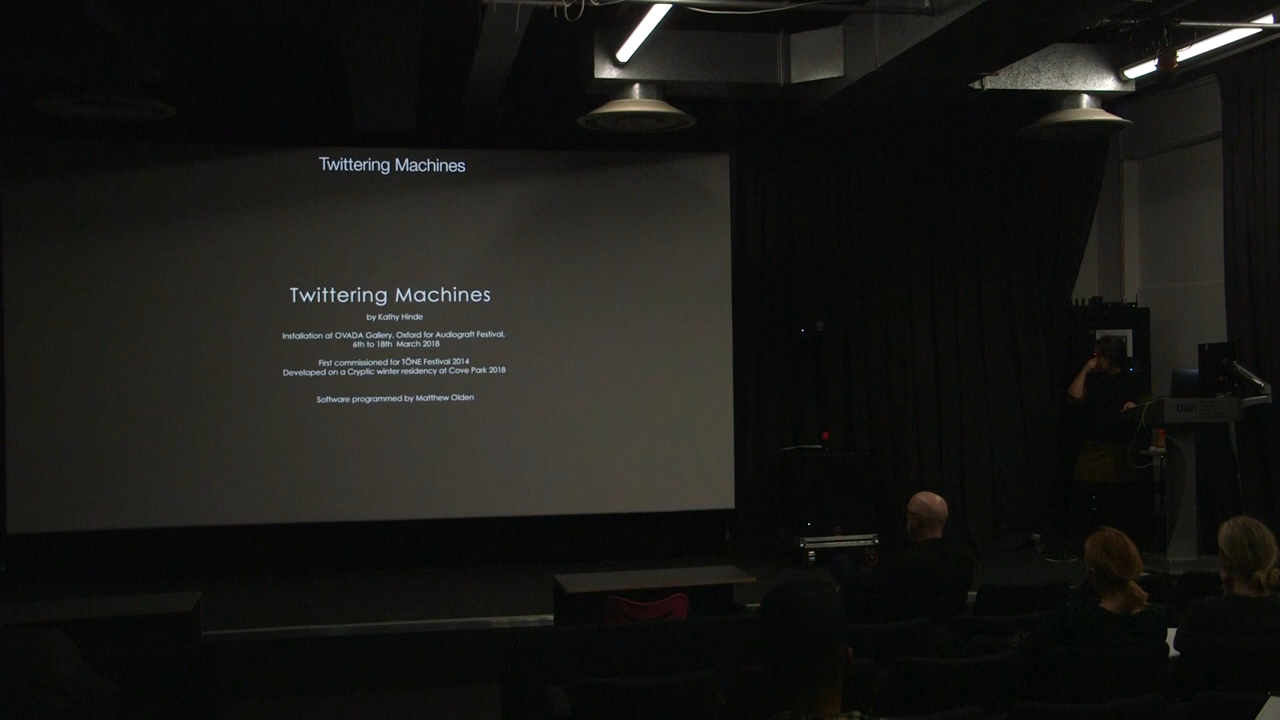 Twittering Machines
Twittering Machines
by Kathy Hinde
Installation at OVADA Gallery, Oxford for Audiograft Festival,
6th to 18th March 2018
First commissioned for TÖNE Festival 2014
Developed on a Cryptic winter residency at Cove Park 2018
Software programmed by Matthew Olden
ual: